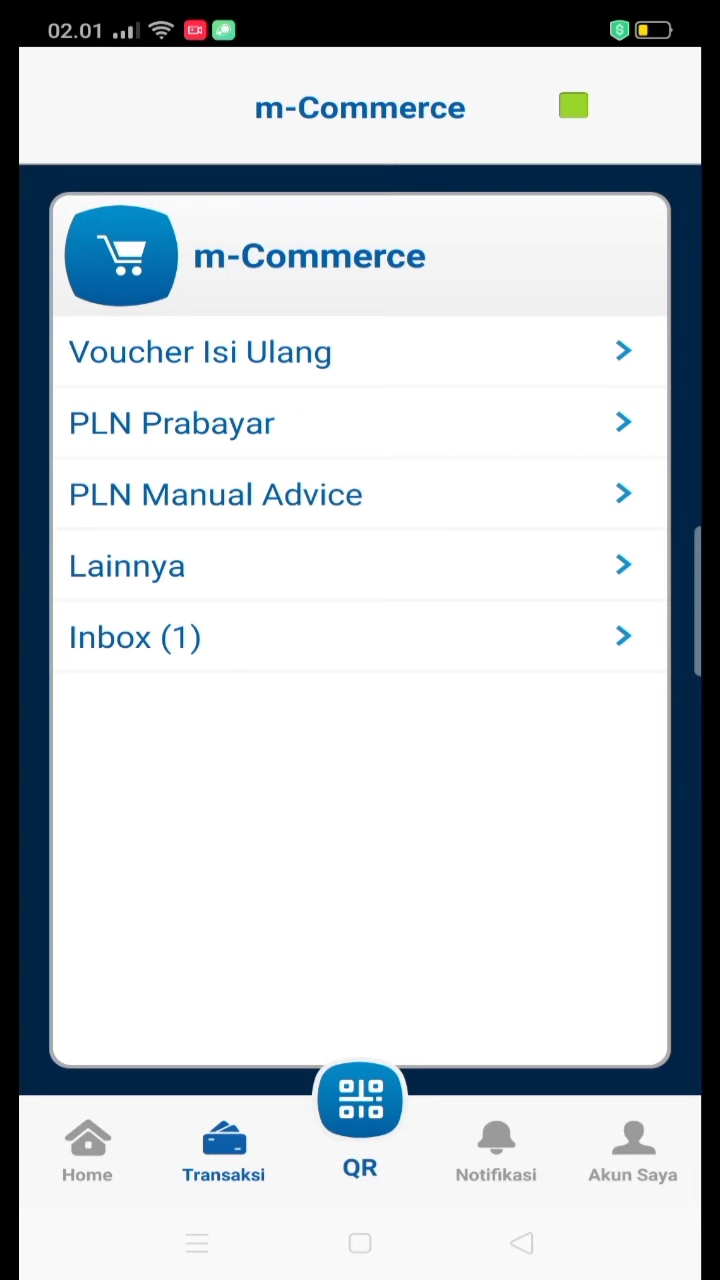 02.01
m-Commerce
m-Commerce
Voucher Isi Ulang
PLN Prabayar
PLN Manual Advice
Lainnya
Inbox (1)
Home
Transaksi
QR
Notifikasi
Akun Saya